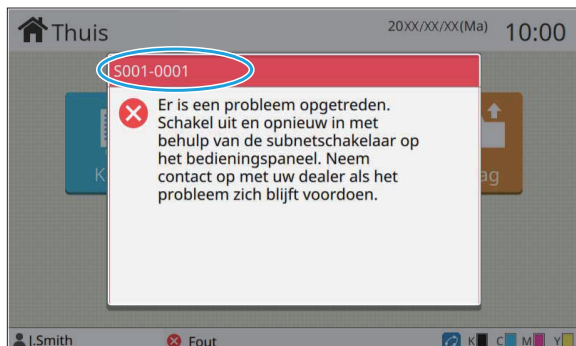 Thuis
20XX/XX/XX(Ma) 10:00
S001-0001
Er is een probleem opgetreden.
Schakel uit en opnieuw in met
behulp van de subnetschakelaar op
het bedieningspaneel. Neem
contact op met uw dealer als het
probleem zich blijft voordoen.
K
ag
J.Smith
Fout
K C M Y